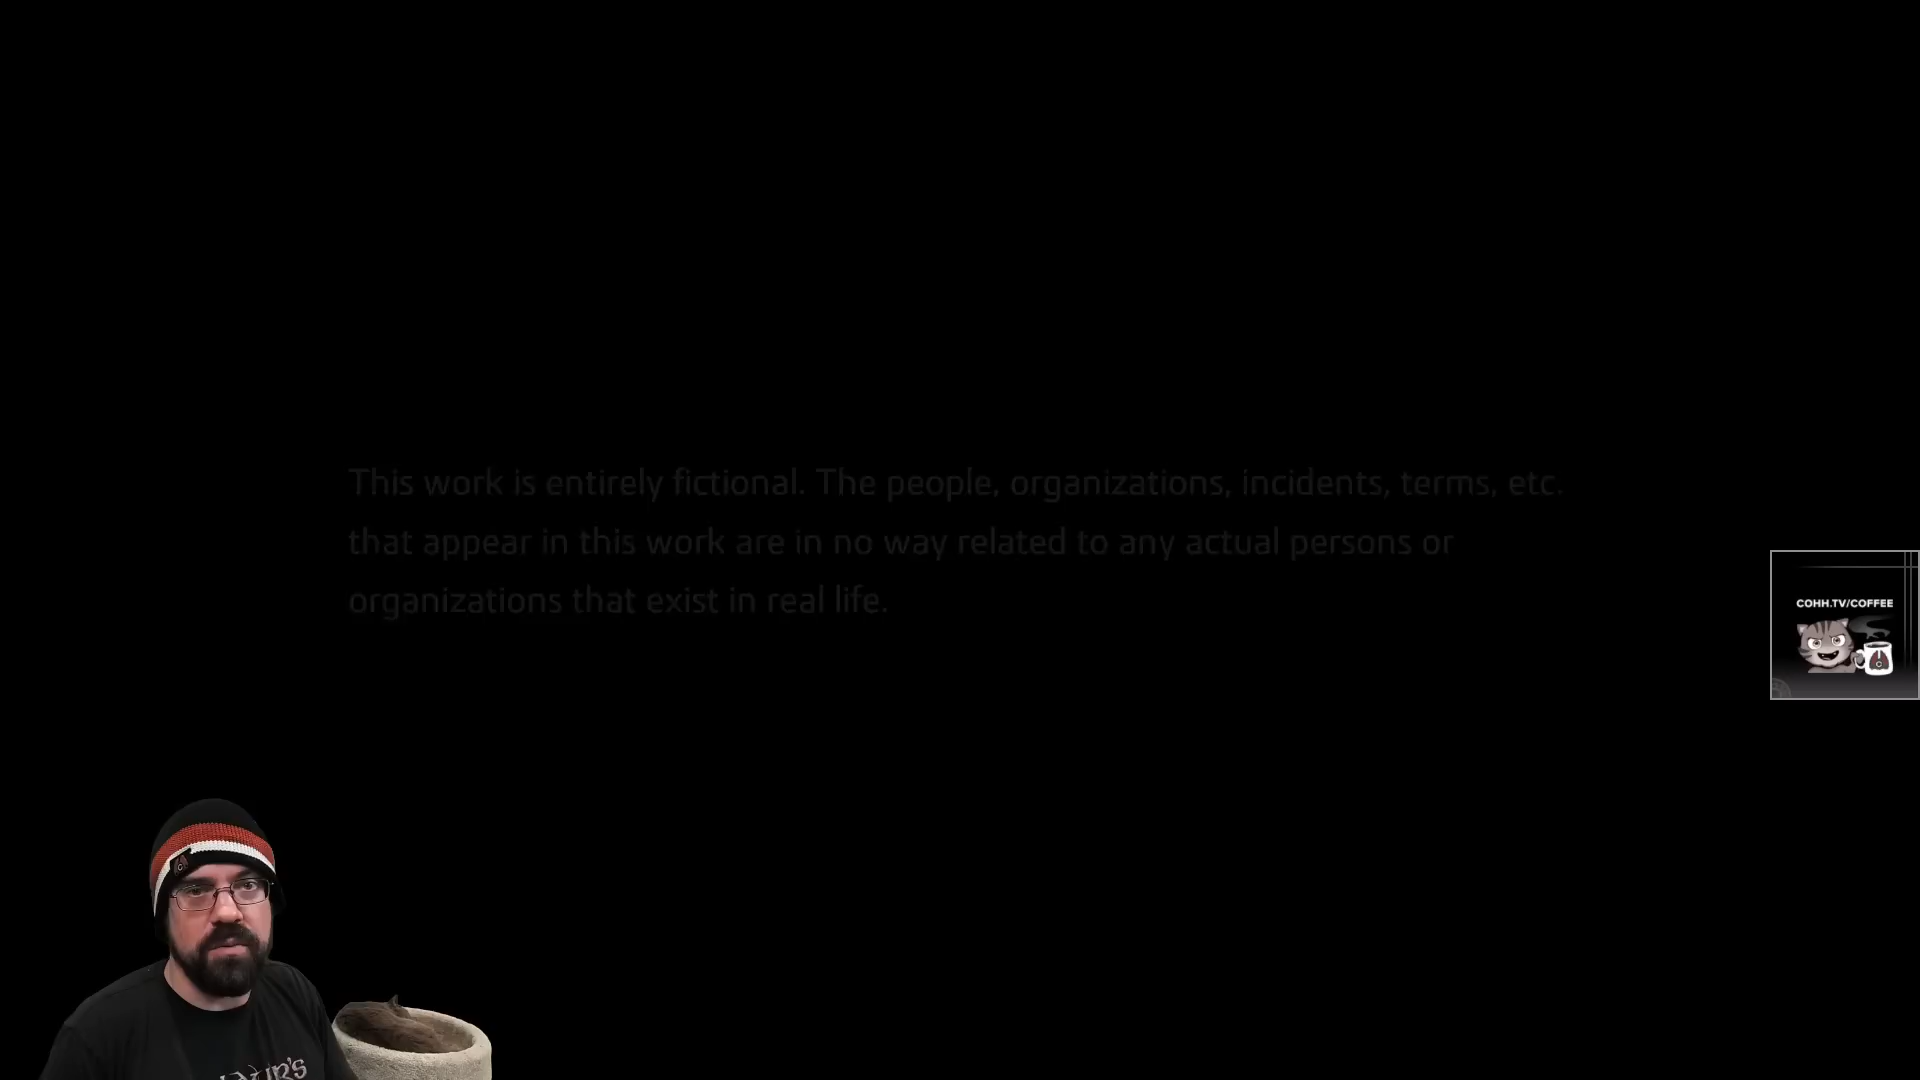 This work is entirely fictional. The people, organizations, incidents, terms, etc.
that appear in this work are in no way related to any actual persons or
organizations that exist in real life.
COHH.TV/COFFEE
C